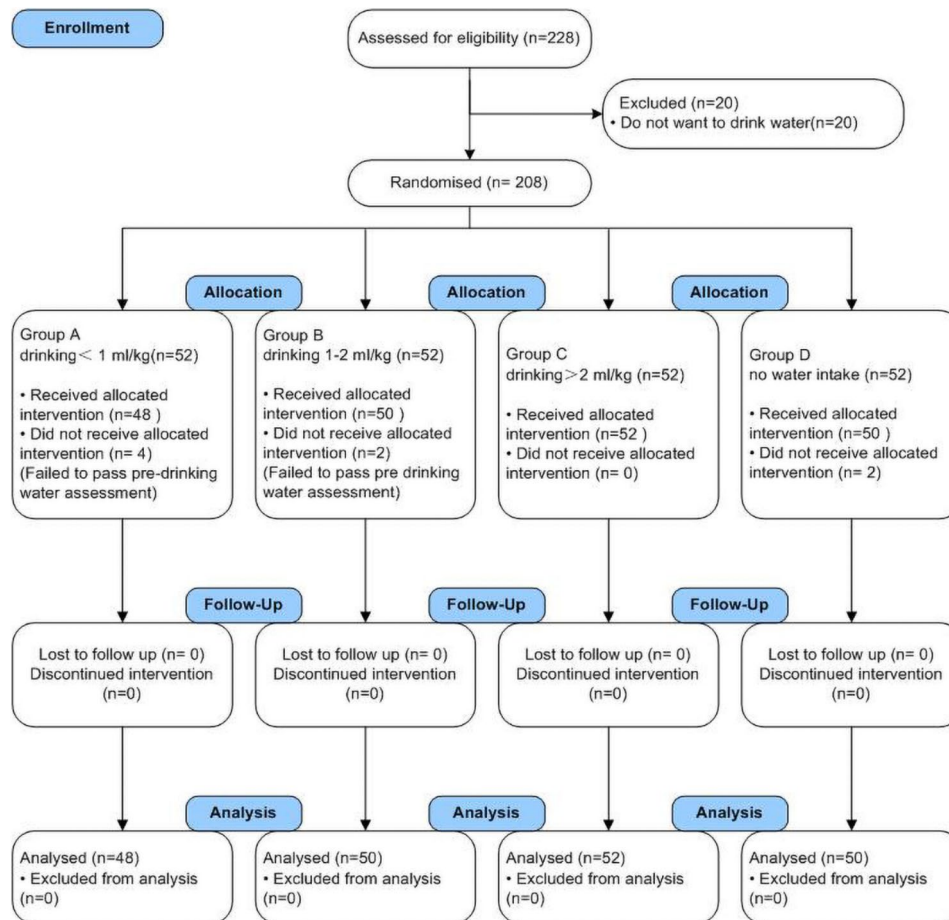 Enrollment
Assessed for eligibility (n=228)
Excluded (n=20)
• Do not want to drink water(n=20)
Randomised (n= 208)
Allocation
Allocation
Allocation
Group A
drinking＜ 1 ml/kg(n=52)
• Received allocated
intervention (n=48 )
• Did not receive allocated
intervention (n= 4)
(Failed to pass pre-drinking
water assessment)
Group B
drinking 1-2 ml/kg (n=52)
• Received allocated
intervention (n=50 )
• Did not receive allocated
intervention (n=2)
(Failed to pass pre drinking
water assessment)
Group C
drinking＞2 ml/kg (n=52)
• Received allocated
intervention (n=52 )
• Did not receive allocated
intervention (n= 0)
Group D
no water intake (n=52)
• Received allocated
intervention (n=50 )
• Did not receive allocated
intervention (n= 2)
Follow-Up
Follow-Up
Follow-Up
Lost to follow up (n= 0)
Discontinued intervention
(n=0)
Lost to follow up (n= 0)
Discontinued intervention
(n=0)
Lost to follow up (n= 0)
Discontinued intervention
(n=0)
Lost to follow up (n= 0)
Discontinued intervention
(n=0)
Analysis
Analysis
Analysis
Analysed (n=48)
• Excluded from analysis
(n=0)
Analysed (n=50)
• Excluded from analysis
(n=0)
Analysed (n=52)
• Excluded from analysis
(n=0)
Analysed (n=50)
• Excluded from analysis
(n=0)